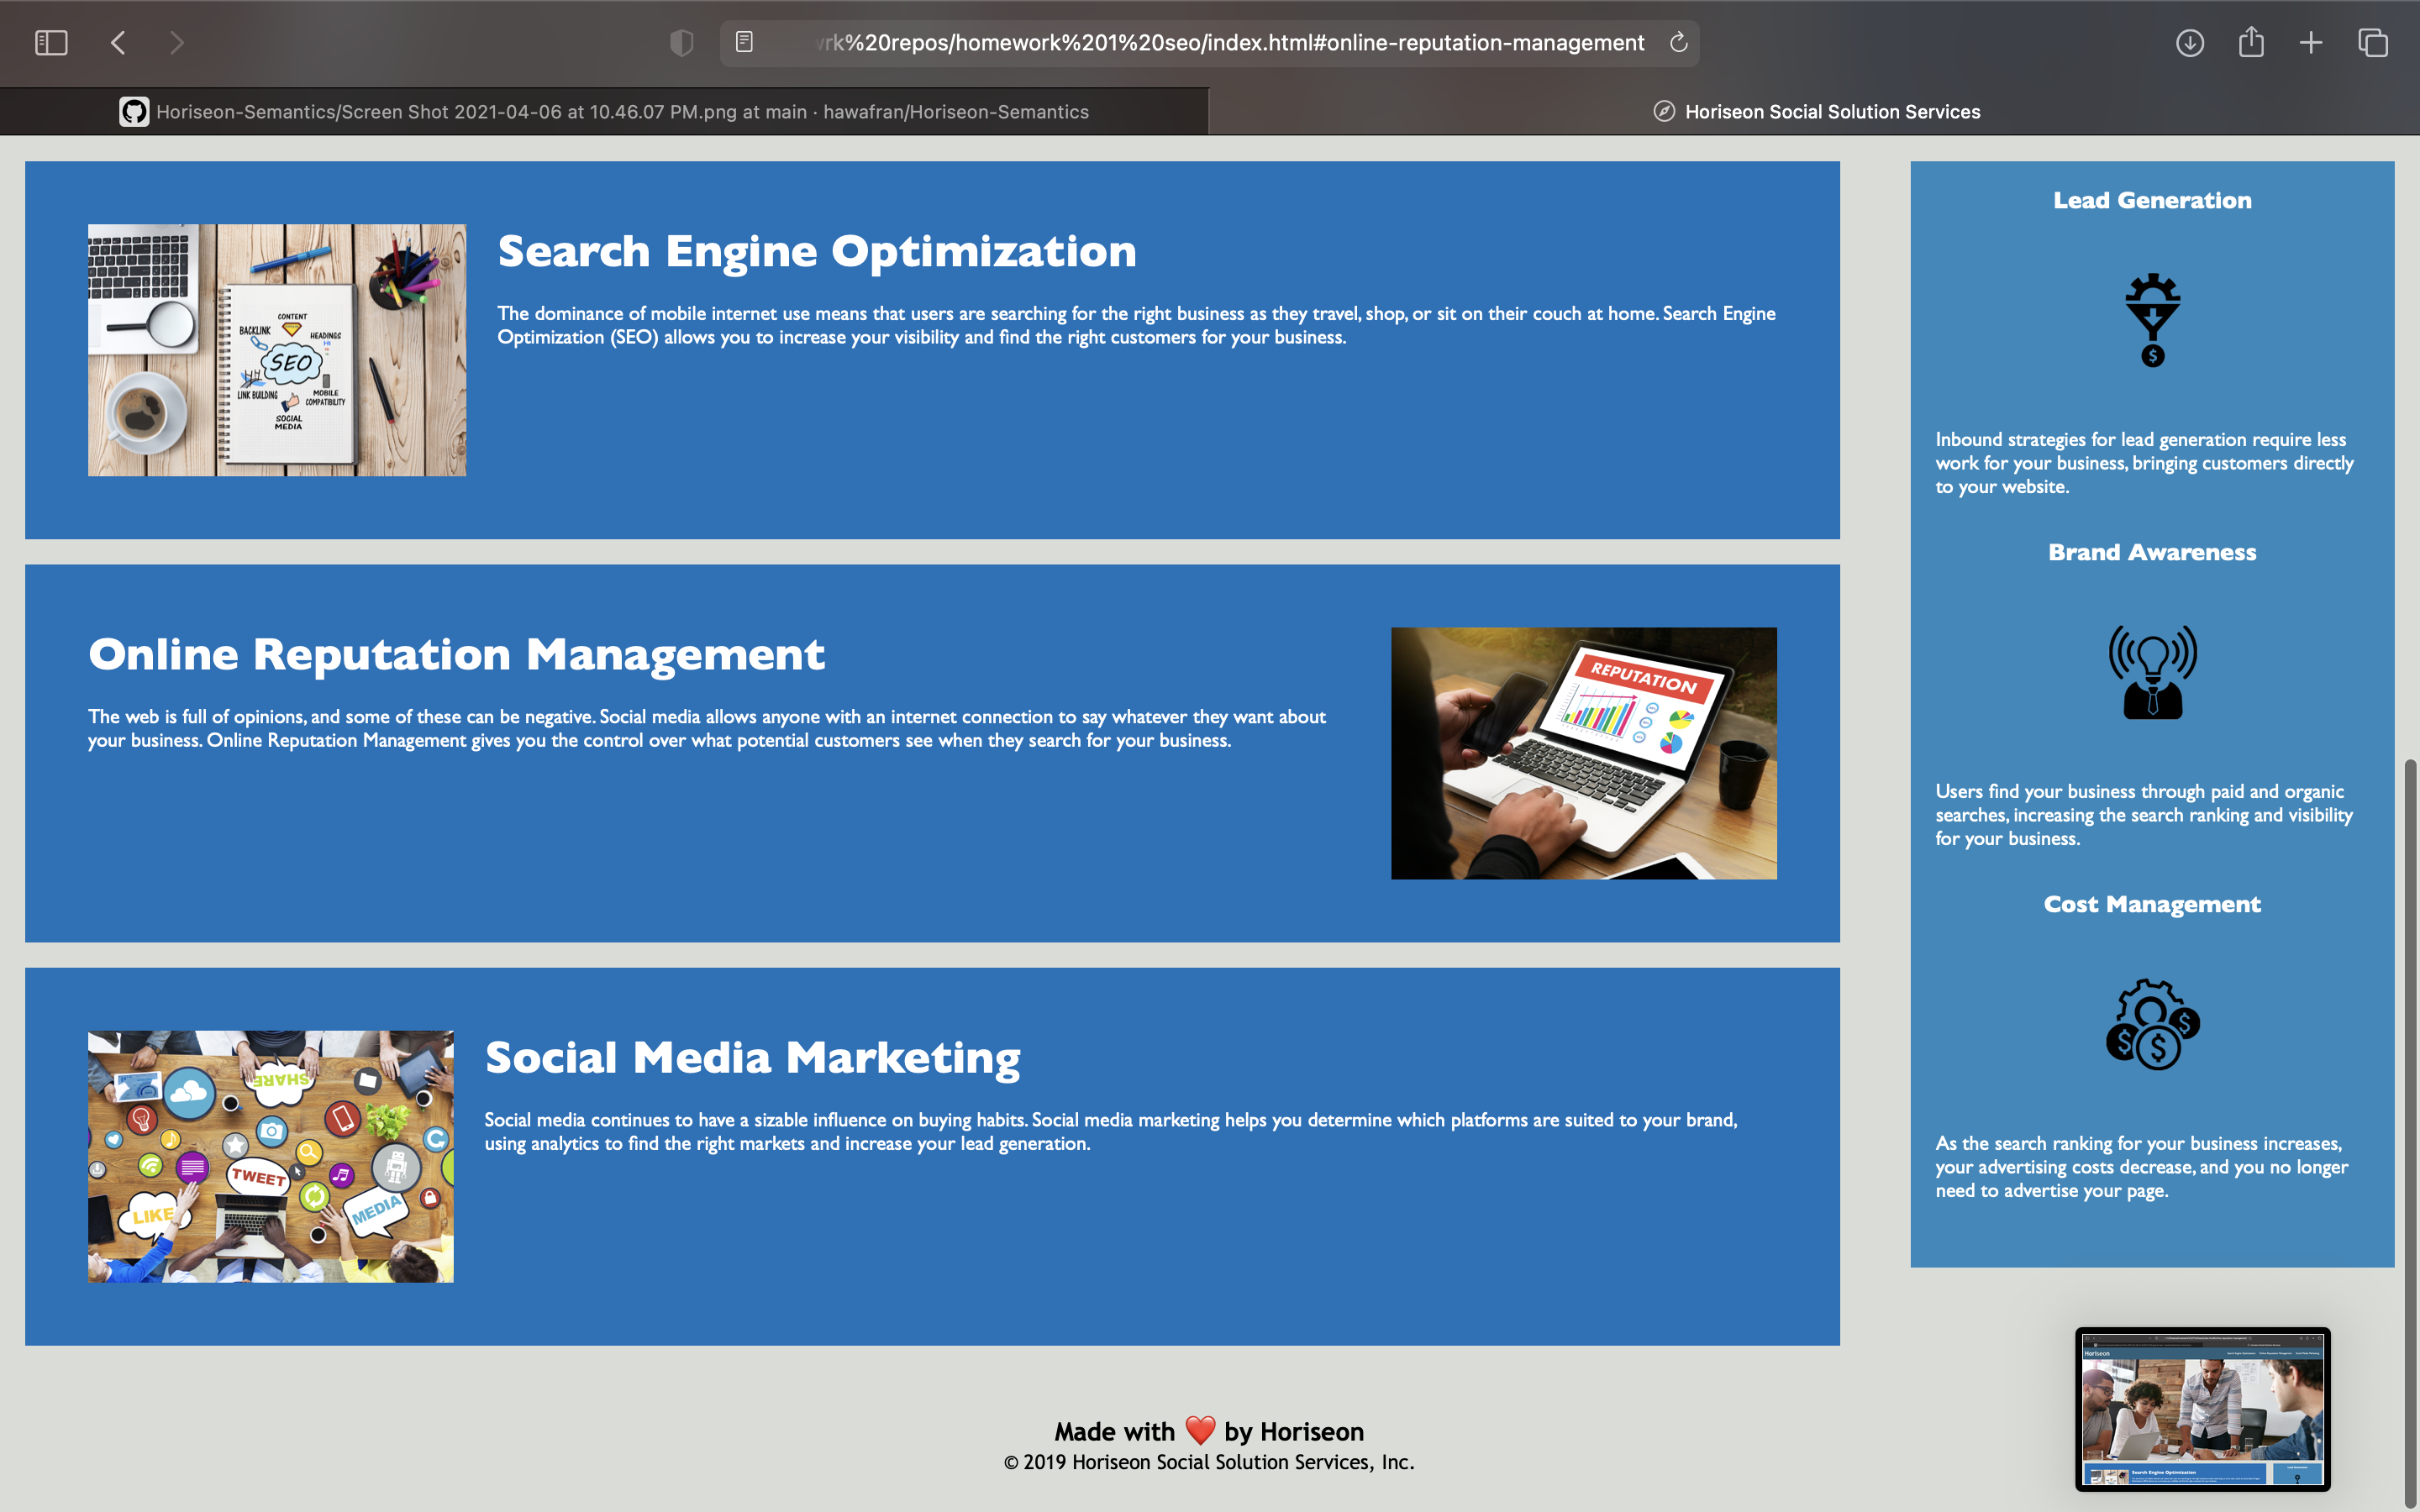 rk%20repos/homework%201%20seo/index.html#online-reputation-management
Horiseon-Semantics/Screen Shot 2021-04-06 at 10.46.07 PM.png at main · hawafran/Horiseon-Semantics
Horiseon Social Solution Services
Search Engine Optimization
The dominance of mobile internet use means that users are searching for the right business as they travel, shop, or sit on their couch at home. Search Engine
Optimization (SEO) allows you to increase your visibility and find the right customers for your business.
CONTENT
BACKLINK
HEADINGS
SEO
LINK BUILDING
MOBILE
COMPATIBILITY
SOCIAL
MEDIA
Online Reputation Management
The web is full of opinions, and some of these can be negative. Social media allows anyone with an internet connection to say whatever they want about
your business. Online Reputation Management gives you the control over what potential customers see when they search for your business.
REPUTATION
Social Media Marketing
Social media continues to have a sizable influence on buying habits. Social media marketing helps you determine which platforms are suited to your brand,
using analytics to find the right markets and increase your lead generation.
SHARE
TWEET
LIKE
MEDIA
Lead Generation
$
Inbound strategies for lead generation require less
work for your business, bringing customers directly
to your website.
Brand Awareness
Users find your business through paid and organic
searches, increasing the search ranking and visibility
for your business.
Cost Management
$
$
$
As the search ranking for your business increases,
your advertising costs decrease, and you no longer
need to advertise your page.
Made with ❤️ by Horiseon
© 2019 Horiseon Social Solution Services, Inc.
Horiseon
Search Engine Optimization